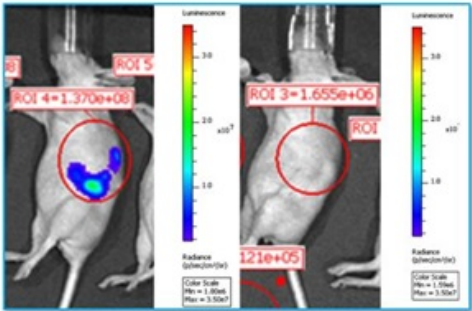 Luminescence
8
ROI 5
ROI 4=1.370e+08
3.0
2.0
x10⁷
1.0
Radiance
(p/sec/cm²/sr)
Color Scale
Min = 1.80e6
Max = 3.50e7
Luminescence
ROI 3=1.655e+06
ROI
3.0
2.0
1.0
121e+05
Radiance
(p/sec/cm²/sr)
Color Scale
Min = 1.59e6
Max = 3.50e7